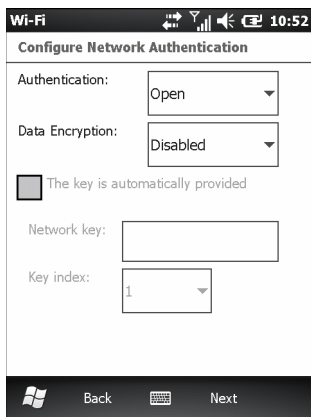 Wi-Fi 10:52
Configure Network Authentication
Authentication:
Open
Data Encryption:
Disabled
The key is automatically provided
Network key:
Key index:
1
Back Next